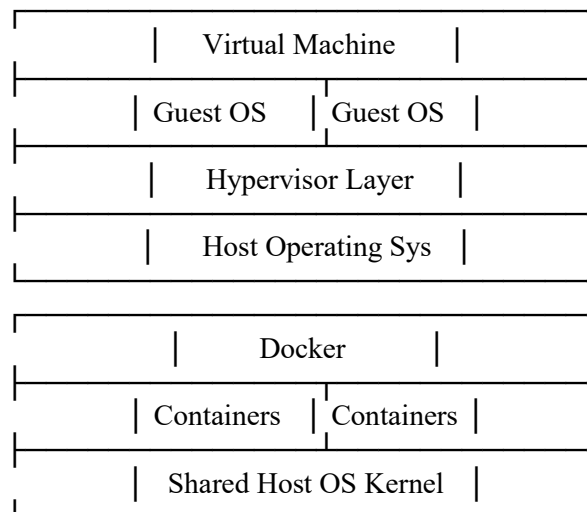 Virtual Machine
Guest OS Guest OS
Hypervisor Layer
Host Operating Sys
Docker
Containers Containers
Shared Host OS Kernel